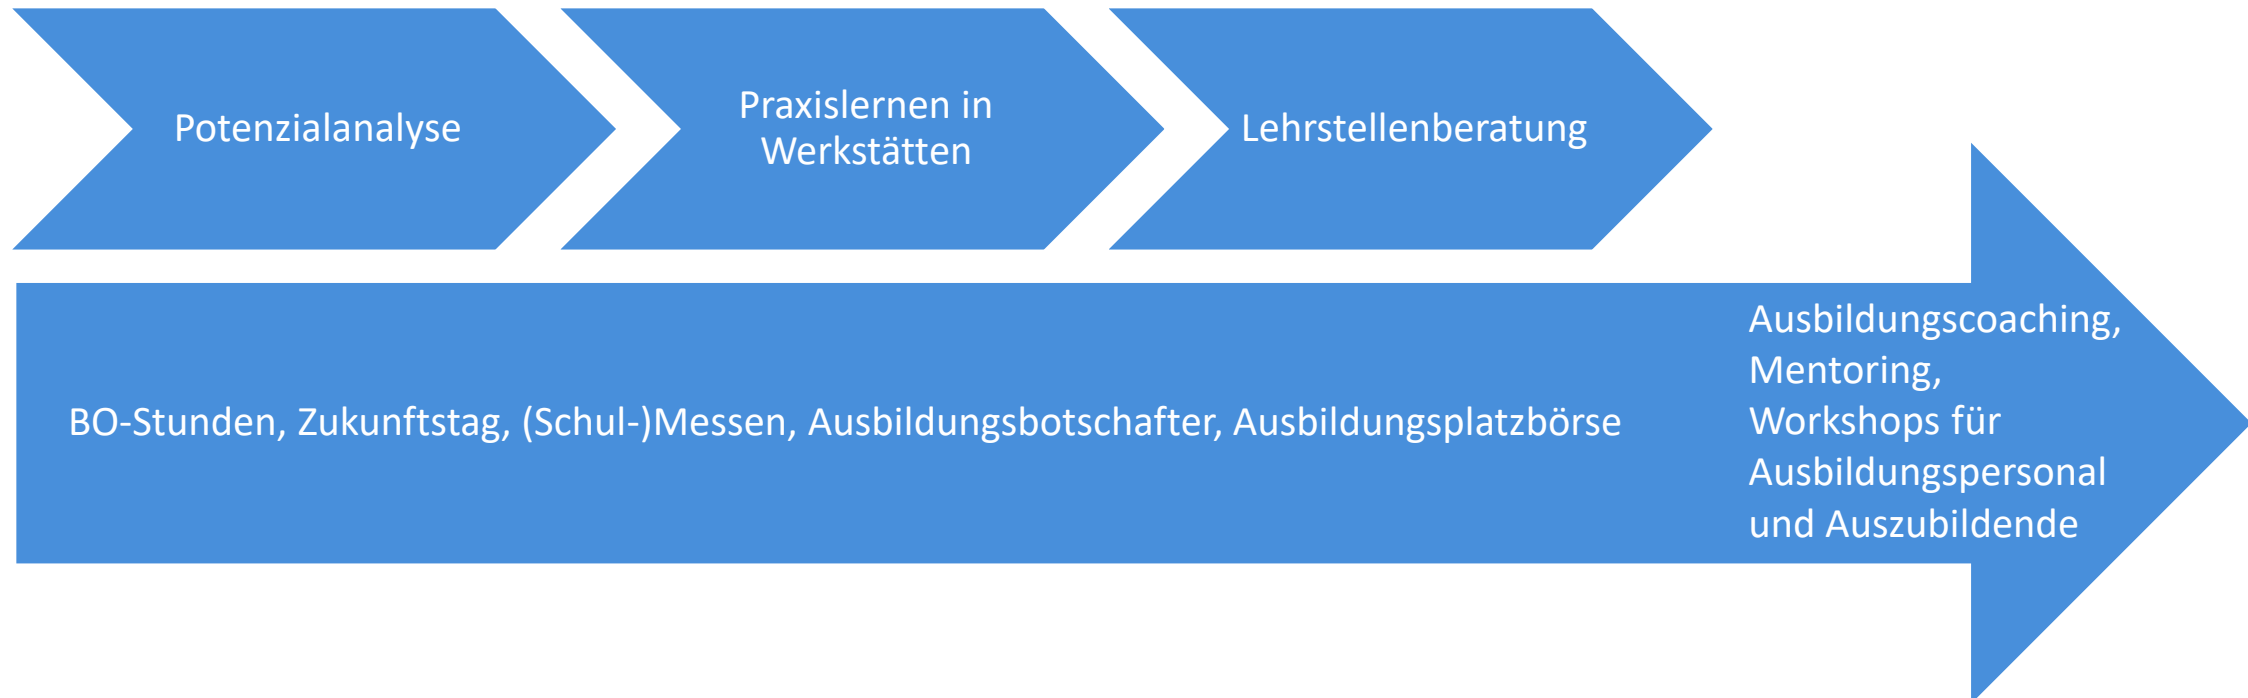 Potenzialanalyse
Praxislernen in
Werkstätten
Lehrstellenberatung
BO-Stunden, Zukunftstag, (Schul-)Messen, Ausbildungsbotschafter, Ausbildungsplatzbörse
Ausbildungscoaching,
Mentoring,
Workshops für
Ausbildungspersonal
und Auszubildende